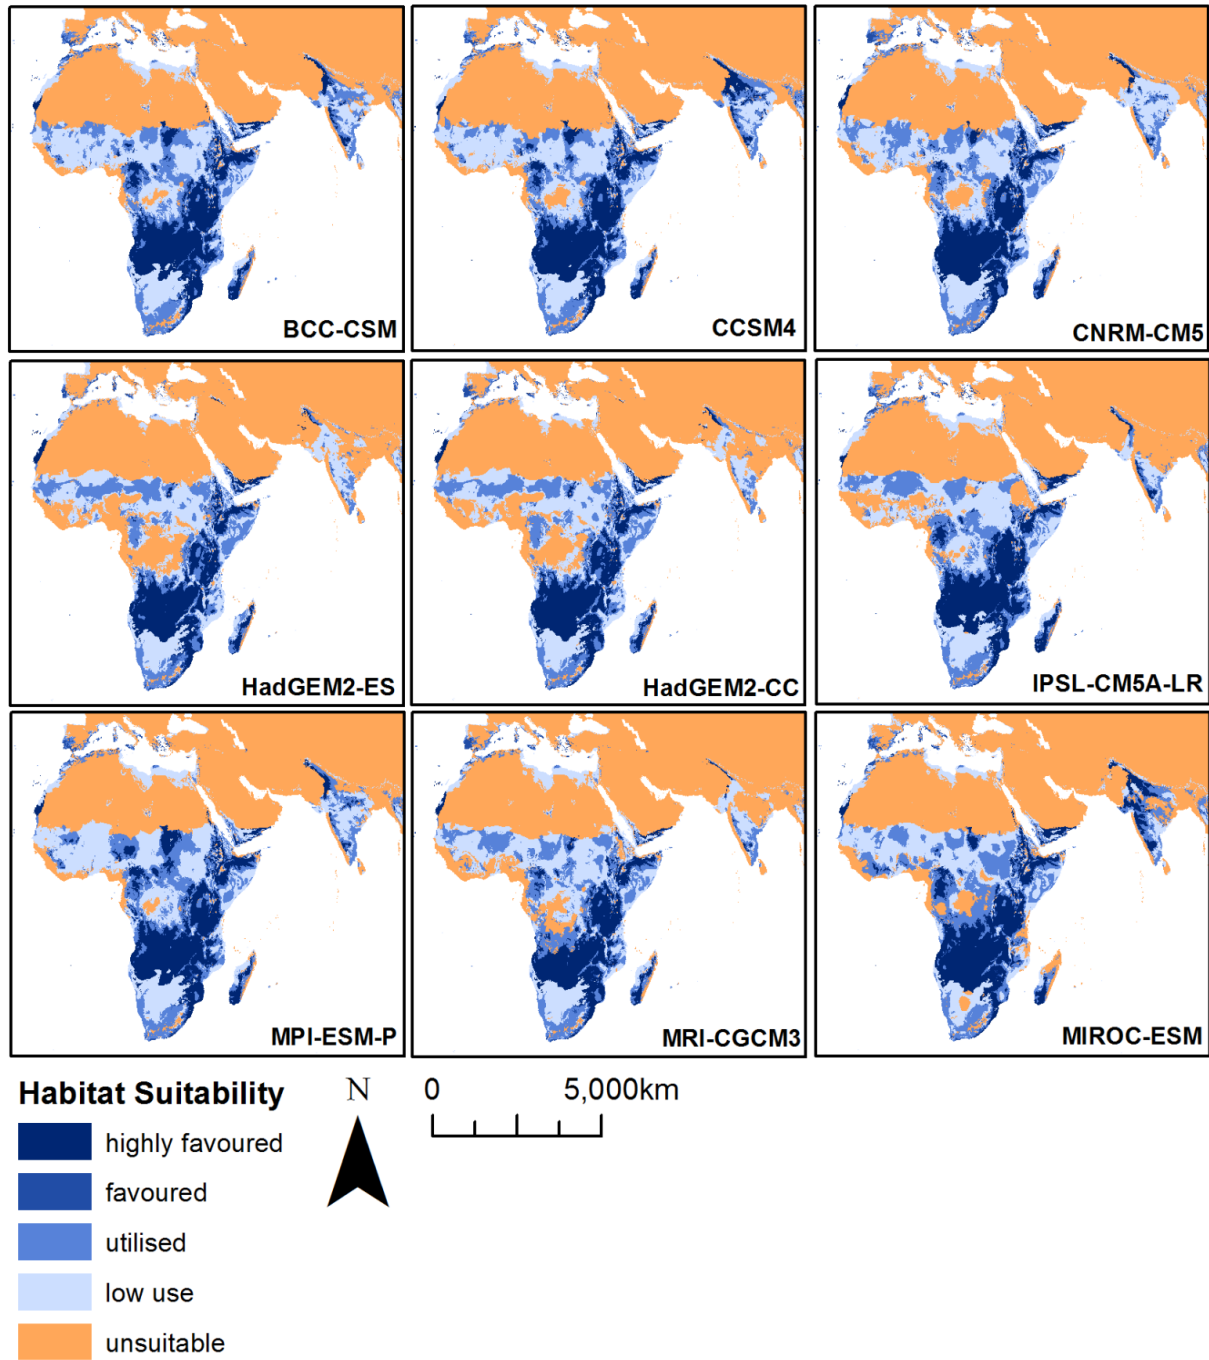 BCC-CSM
CCSM4
CNRM-CM5
HadGEM2-ES
HadGEM2-CC
IPSL-CM5A-LR
MPI-ESM-P
MRI-CGCM3
MIROC-ESM
Habitat Suitability
N
0 5,000km
highly favoured
favoured
utilised
low use
unsuitable